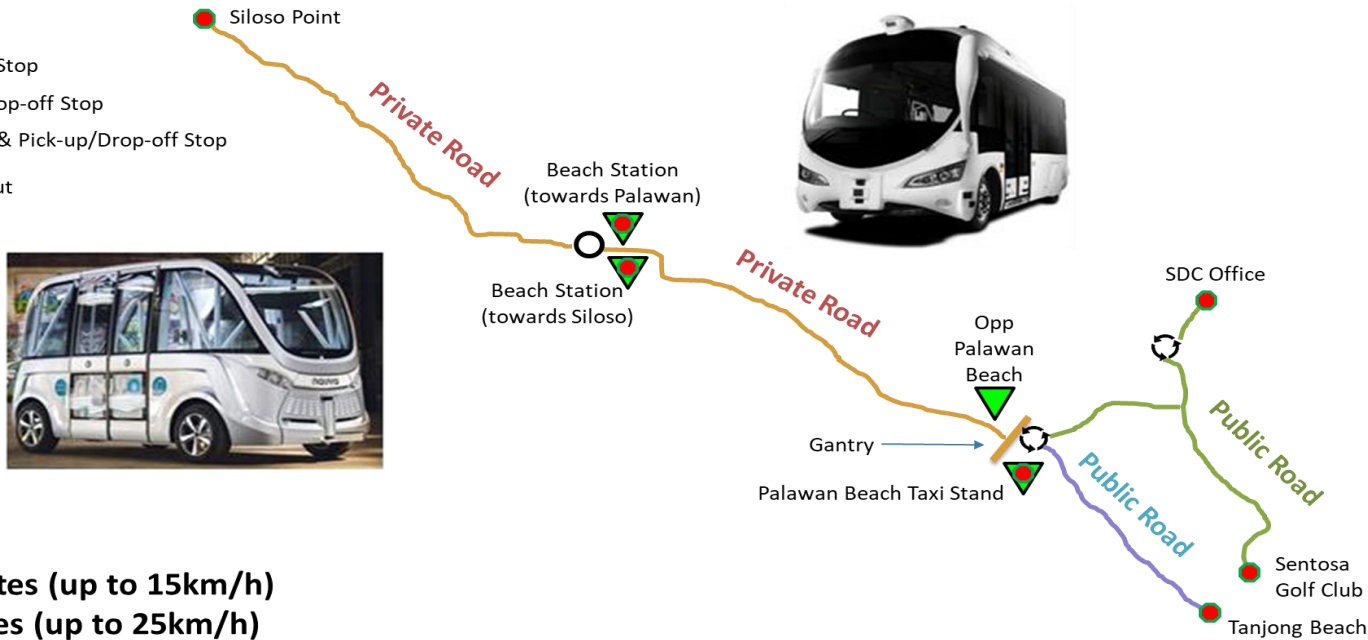 Siloso Point
Stop
op-off Stop
& Pick-up/Drop-off Stop
ut
Private Road
Beach Station
(towards Palawan)
Beach Station
(towards Siloso)
Private Road
SDC Office
Opp
Palawan
Beach
Gantry
Palawan Beach Taxi Stand
Public Road
Public Road
Sentosa
Golf Club
Tanjong Beach
navya
tes (up to 15km/h)
es (up to 25km/h)